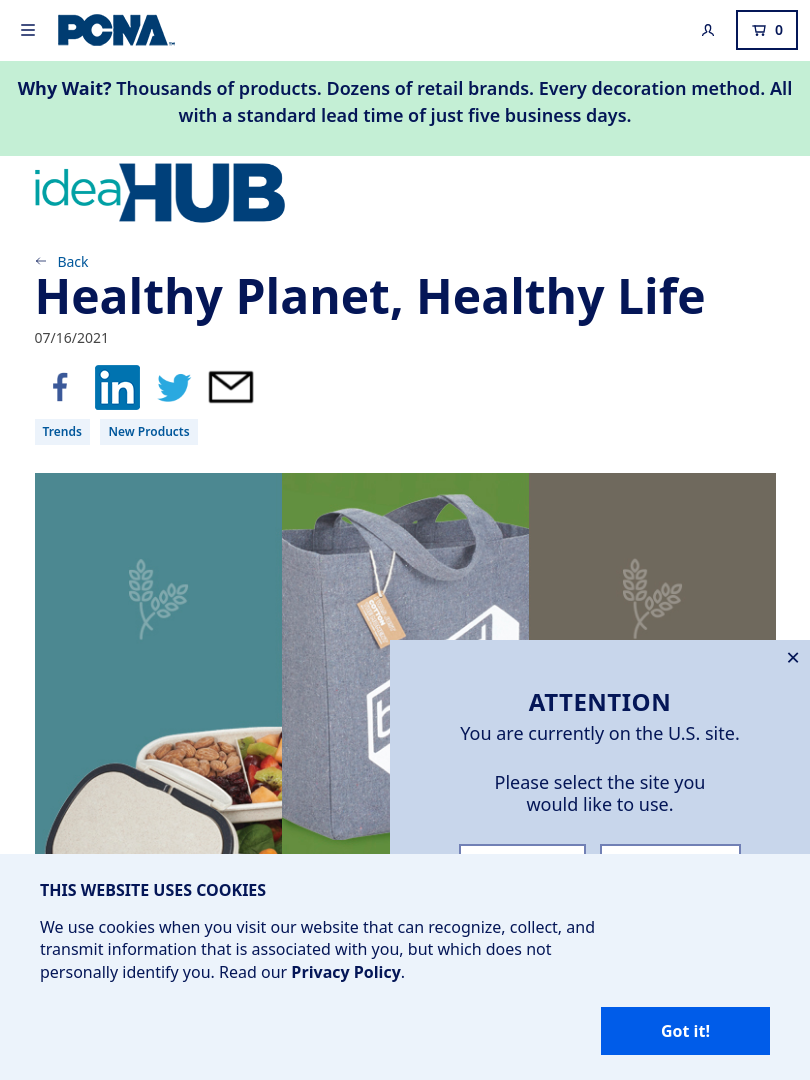 PCNA
0
Why Wait? Thousands of products. Dozens of retail brands. Every decoration method. All
with a standard lead time of just five business days.
ideaHUB
Back
Healthy Planet, Healthy Life
07/16/2021
Trends
New Products
COTTON
ATTENTION
You are currently on the U.S. site.
Please select the site you
would like to use.
THIS WEBSITE USES COOKIES
We use cookies when you visit our website that can recognize, collect, and
transmit information that is associated with you, but which does not
personally identify you. Read our Privacy Policy.
Got it!